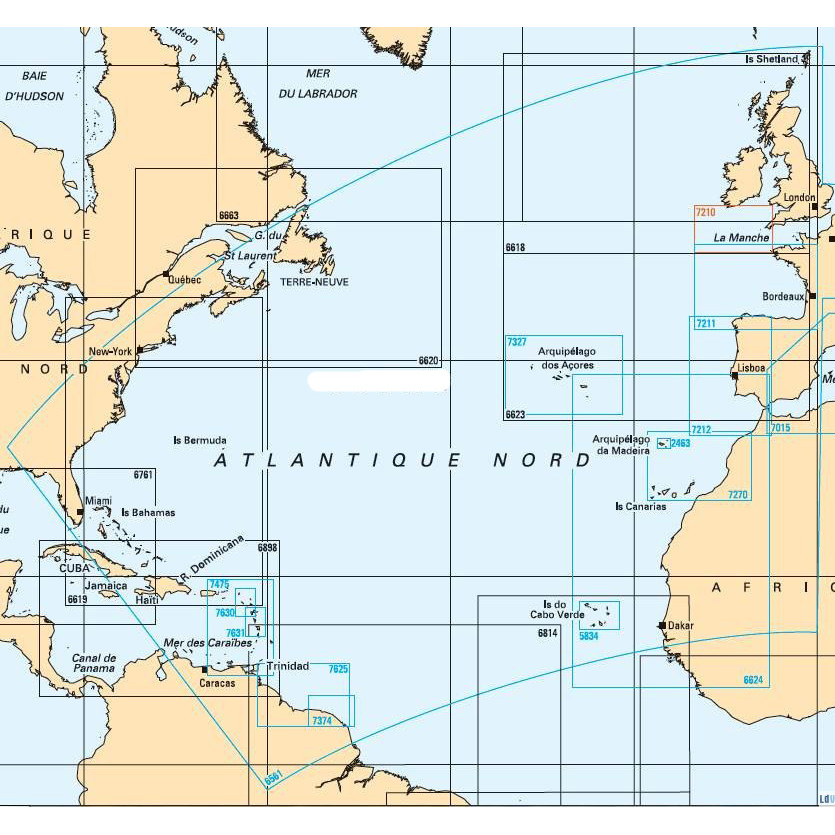 udson
BAIE
D'HUDSON
MER
DU LABRADOR
Is Shetland
London
7210
La Manche
6663
G. du
St Laurent
RIQUE
6618
Québec
TERRE-NEUVE
Bordeaux
7211
7327
Arquipélago
dos Açores
New-York
6620
NORD
Lisboa
6623
7212
7015
Is Bermuda
Arquipélago
da Madeira
2463
ATLANTIQUE NORD
6761
7270
Miami
Is Bahamas
Is Canarias
6898
R. Dominicana
CUBA
Jamaica
Haïti
6619
7475
7630
7631
AFRIC
Is do
Cabo Verde
5834
6814
Dakar
Mer des Caraïbes
Canal de
Panama
Trinidad
7625
Caracas
6624
7374
6561